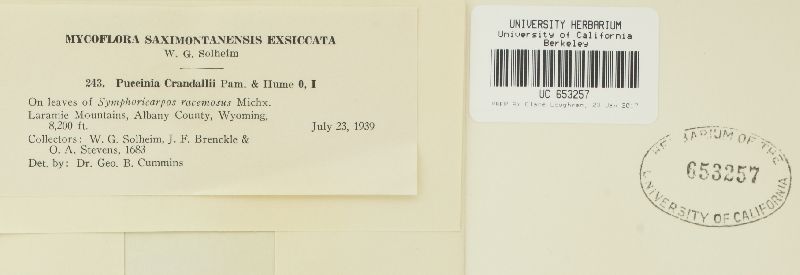 MYCOFLORA SAXIMONTANENSIS EXSICCATA
W. G. Solheim
243. Puccinia Crandallii Pam. & Hume 0, I
On leaves of Symphoricarpos racemosus Michx.
Laramie Mountains, Albany County, Wyoming,
8,200 ft. July 23, 1939
Collectors: W. G. Solheim, J. F. Brenckle &
O. A. Stevens, 1683
Det. by: Dr. Geo. B. Cummins
UNIVERSITY HERBARIUM
University of California
Berkeley
UC 653257
HERBARIUM OF THE
653257
UNIVERSITY OF CALIFORNIA